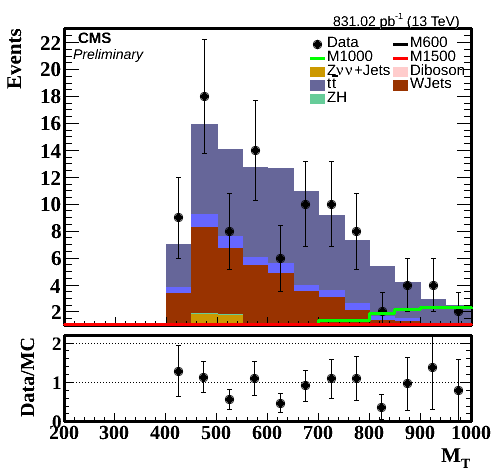 831.02 pb⁻¹ (13 TeV)
CMS
Preliminary
Data
M600
M1000
M1500
Zνν+Jets
Diboson
tt̄
WJets
ZH
Events
22
20
18
16
14
12
10
8
6
4
2
Data/MC
2
1
0
200 300 400 500 600 700 800 900 1000
M_T